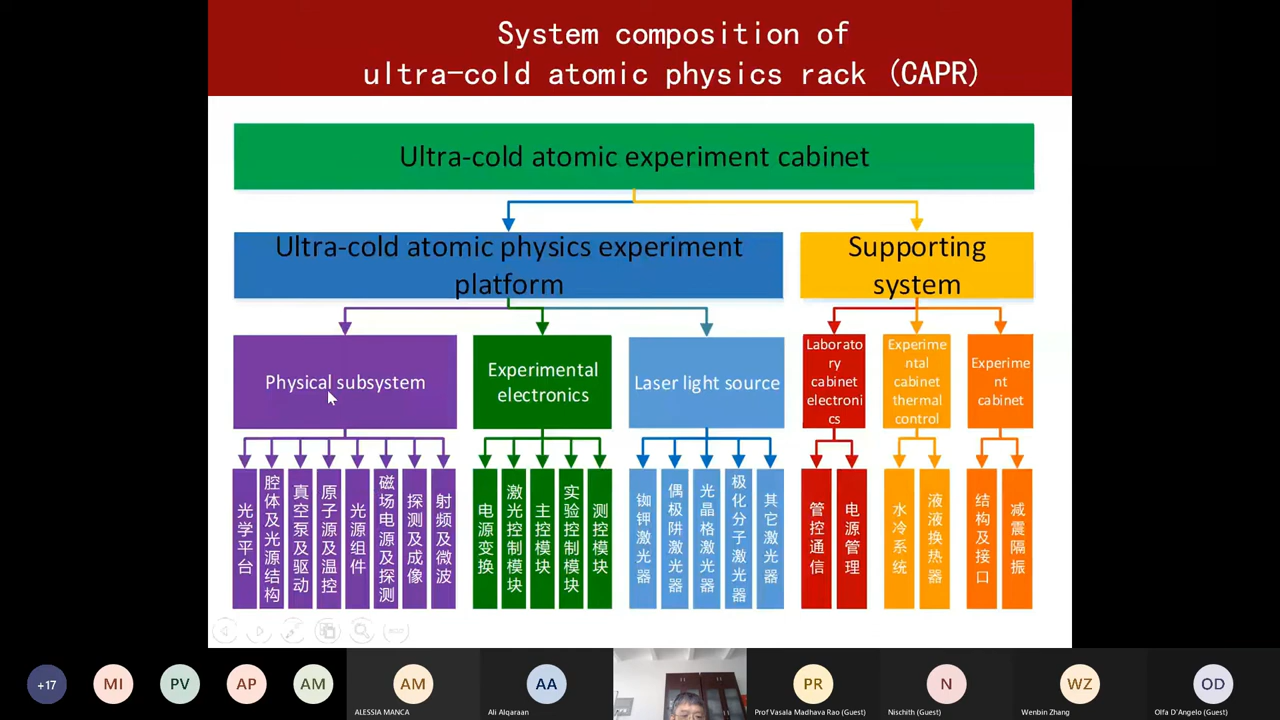 System composition of
ultra-cold atomic physics rack (CAPR)
Ultra-cold atomic experiment cabinet
Ultra-cold atomic physics experiment
platform
Supporting
system
Physical subsystem
Experimental
electronics
Laser light source
Laborato
ry
cabinet
electroni
cs
Experime
ntal
cabinet
thermal
control
Experime
nt
cabinet
光学平台
腔体及光源结构
真空泵及驱动
原子源及温控
光源组件
磁场电源及探测
探测及成像
射频及微波
电源变换
激光控制模块
主控模块
实验控制模块
测控模块
铷钾激光器
偶极阱激光器
光晶格激光器
极化分子激光器
其它激光器
管控通信
电源管理
水冷系统
液液换热器
结构及接口
减震隔振
+17
MI
PV
AP
AM
AM
ALESSIA MANCA
AA
Ali Alqaraan
PR
Prof Vasala Madhava Rao (Guest)
N
Nischith (Guest)
WZ
Wenbin Zhang
OD
Olfa D'Angelo (Guest)